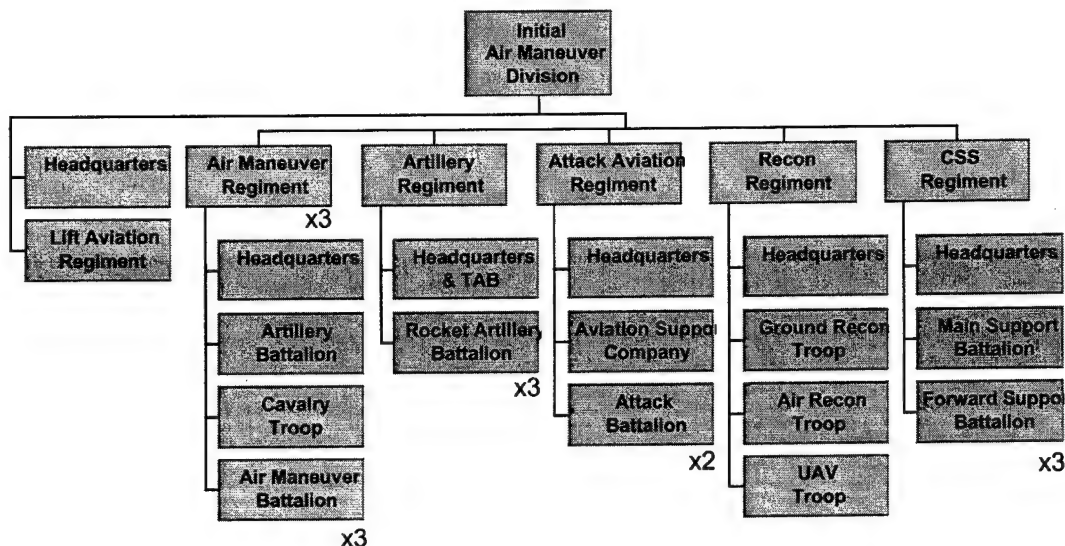 Initial
Air Maneuver
Division
Headquarters
Lift Aviation
Regiment
Air Maneuver
Regiment
x3
Headquarters
Artillery
Battalion
Cavalry
Troop
Air Maneuver
Battalion
x3
Artillery
Regiment
Headquarters
& TAB
Rocket Artillery
Battalion
x3
Attack Aviation
Regiment
Headquarters
Aviation Suppo
Company
Attack
Battalion
x2
Recon
Regiment
Headquarters
Ground Recon
Troop
Air Recon
Troop
UAV
Troop
CSS
Regiment
Headquarters
Main Support
Battalion
Forward Suppo
Battalion
x3